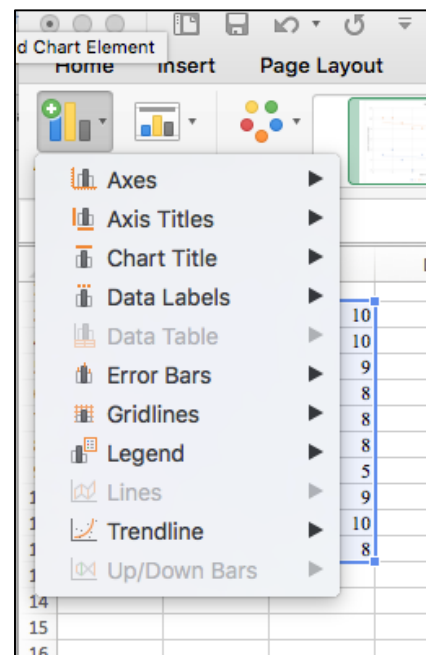 d Chart Element
Home Insert Page Layout
Axes
Axis Titles
Chart Title
Data Labels
10
Data Table
10
Error Bars
9
8
Gridlines
8
Legend
8
5
Lines
9
Trendline
10
Up/Down Bars
8
14
15
16